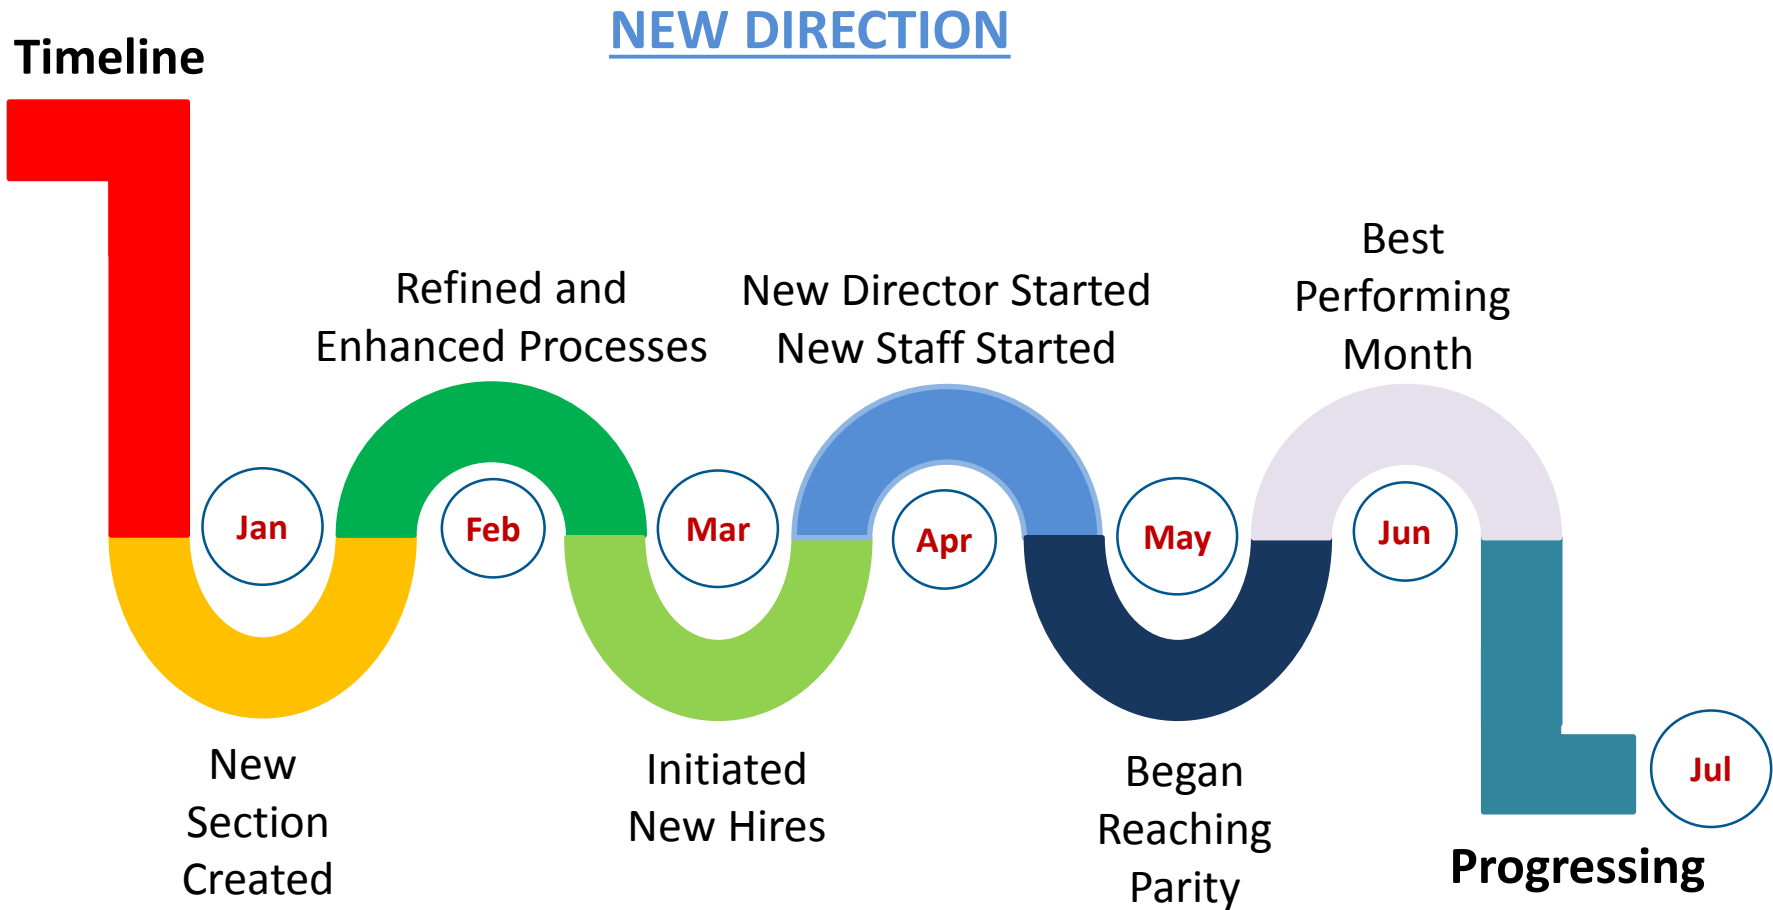 NEW DIRECTION
Timeline
Refined and
Enhanced Processes
New Director Started
New Staff Started
Best
Performing
Month
Jan
Feb
Mar
Apr
May
Jun
New
Section
Created
Initiated
New Hires
Began
Reaching
Parity
Jul
Progressing